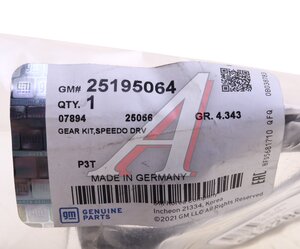 GM# 25195064
QTY. 1
07894 25056 GR. 4.343
GEAR KIT,SPEEDO DRV
P3T
MADE IN GERMANY
gm GENUINE PARTS
Incheon 21334, Korea
©2021 GM LLC All Rights